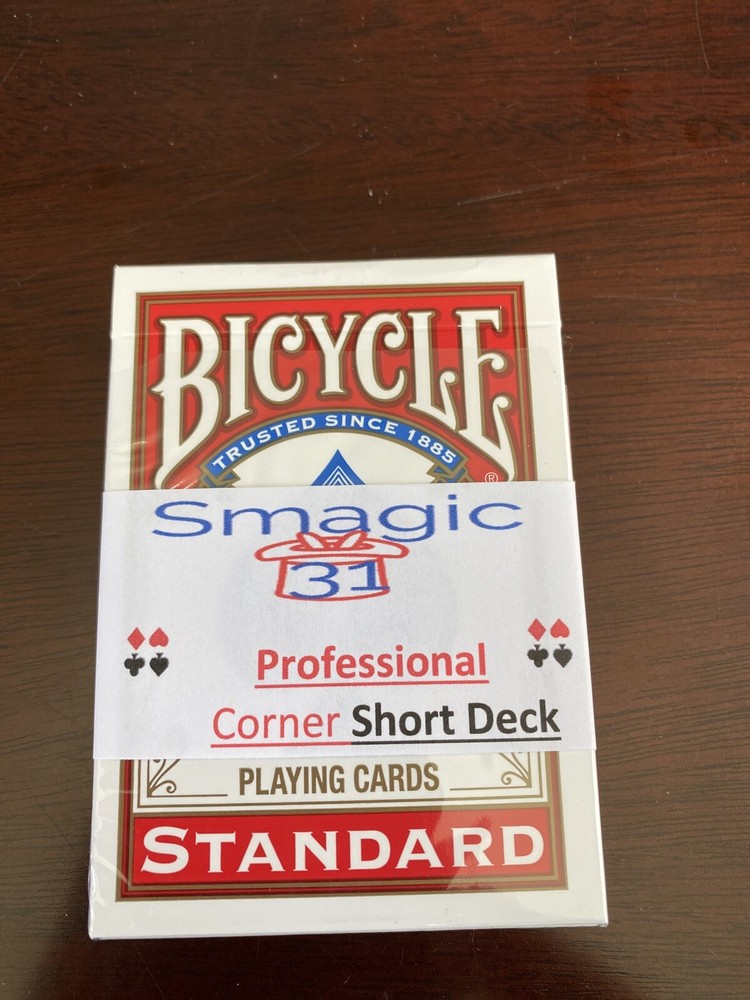 BICYCLE
®
TRUSTED SINCE 1885
Smagic
31
Professional
Corner Short Deck
PLAYING CARDS
STANDARD